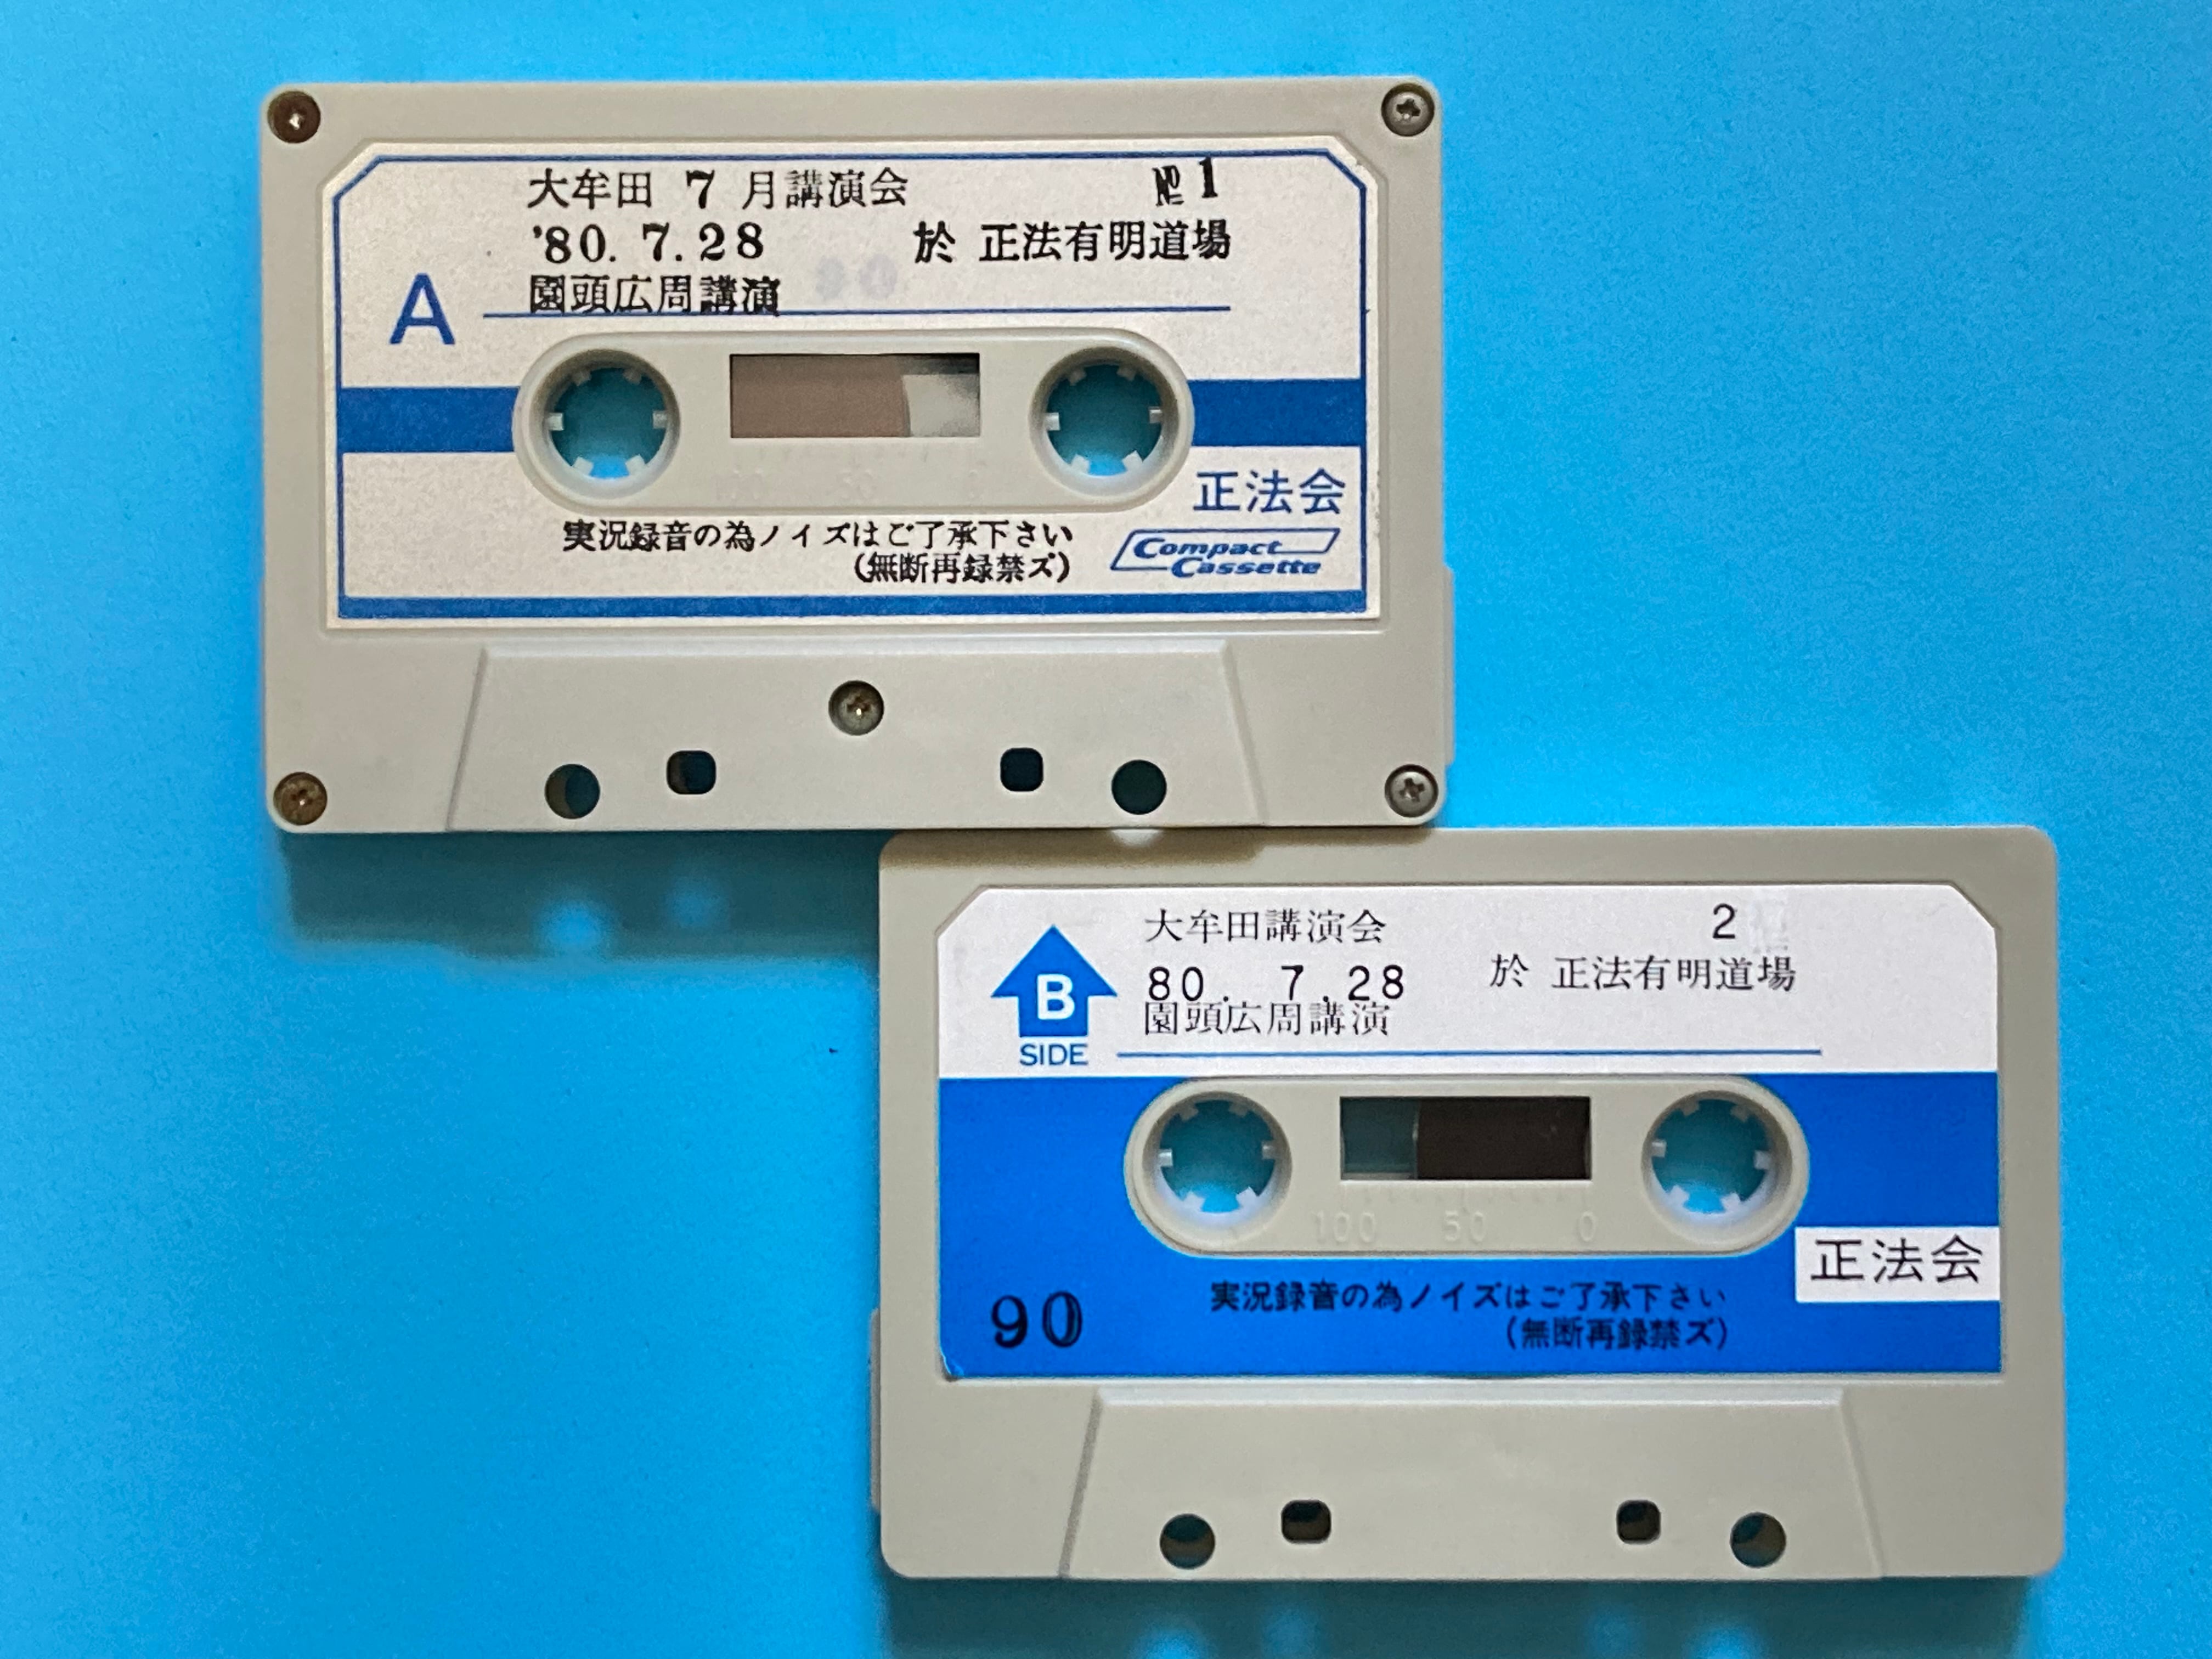 大牟田 7 月講演会 №1
'80. 7.28 於 正法有明道場
園頭広周講演
A
正法会
実況録音の為ノイズはご了承下さい
(無断再録禁ズ)
Compact
Cassette
大牟田講演会 2
80. 7.28 於 正法有明道場
園頭広周講演
B
SIDE
100 50 0
正法会
90
実況録音の為ノイズはご了承下さい
(無断再録禁ズ)